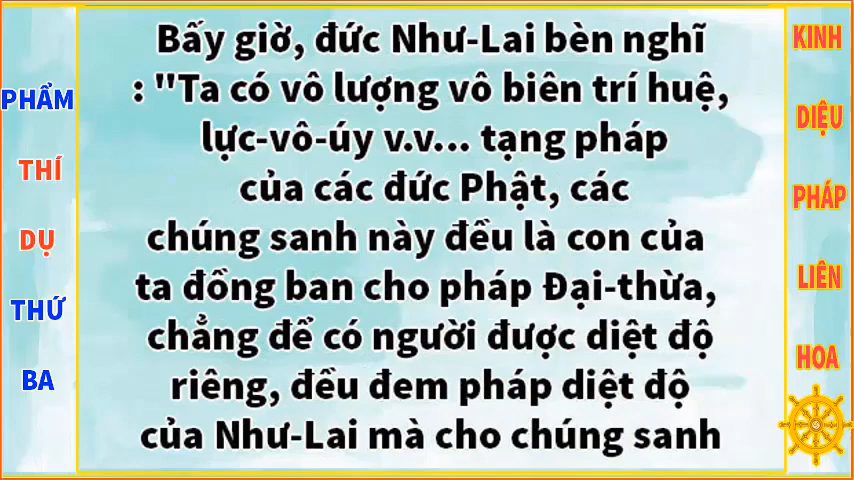 PHẨM
THÍ
DỤ
THỨ
BA
Bấy giờ, đức Như-Lai bèn nghĩ
: "Ta có vô lượng vô biên trí huệ,
lực-vô-úy v.v... tạng pháp
của các đức Phật, các
chúng sanh này đều là con của
ta đồng ban cho pháp Đại-thừa,
chẳng để có người được diệt độ
riêng, đều đem pháp diệt độ
của Như-Lai mà cho chúng sanh
KINH
DIỆU
PHÁP
LIÊN
HOA